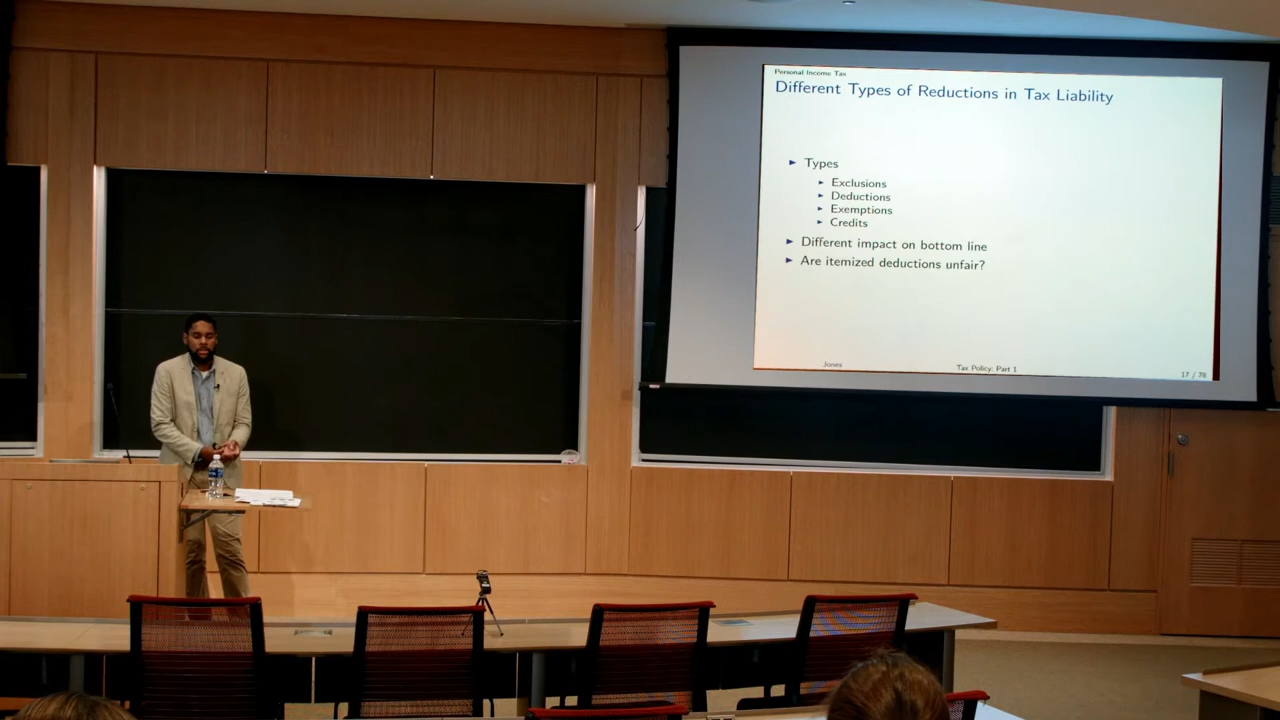 Personal Income Tax
Different Types of Reductions in Tax Liability
Types
Exclusions
Deductions
Exemptions
Credits
Different impact on bottom line
Are itemized deductions unfair?
Jones
Tax Policy: Part 1
17 / 78